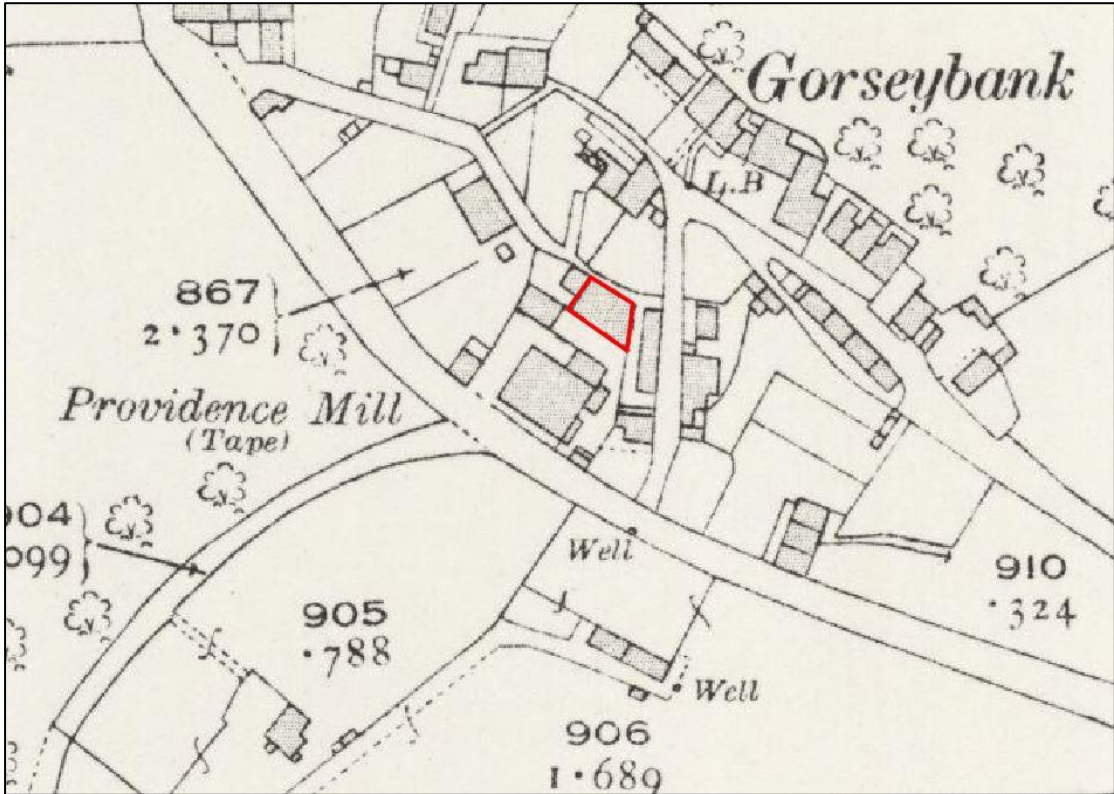 Gorseybank
L.B
867
2·370
Providence Mill
(Tape)
904
099
Well
910
·324
905
·788
Well
906
1·689